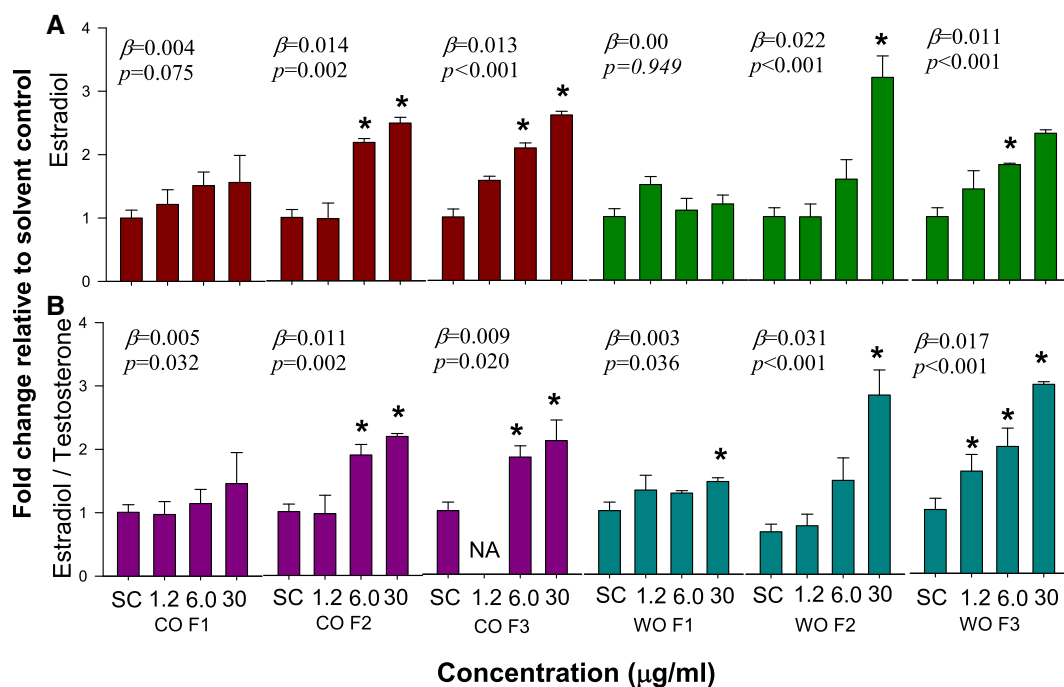 A
Fold change relative to solvent control
Estradiol
4
3
2
1
0
β=0.004
p=0.075
β=0.014
p=0.002
β=0.013
p<0.001
β=0.00
p=0.949
β=0.022
p<0.001
β=0.011
p<0.001
* * * * * *
B
Estradiol / Testosterone
4
3
2
1
0
β=0.005
p=0.032
β=0.011
p=0.002
β=0.009
p=0.020
β=0.003
p=0.036
β=0.031
p<0.001
β=0.017
p<0.001
* * * * * * * * *
NA
SC 1.2 6.0 30 SC 1.2 6.0 30 SC 1.2 6.0 30 SC 1.2 6.0 30 SC 1.2 6.0 30 SC 1.2 6.0 30
CO F1 CO F2 CO F3 WO F1 WO F2 WO F3
Concentration (μg/ml)